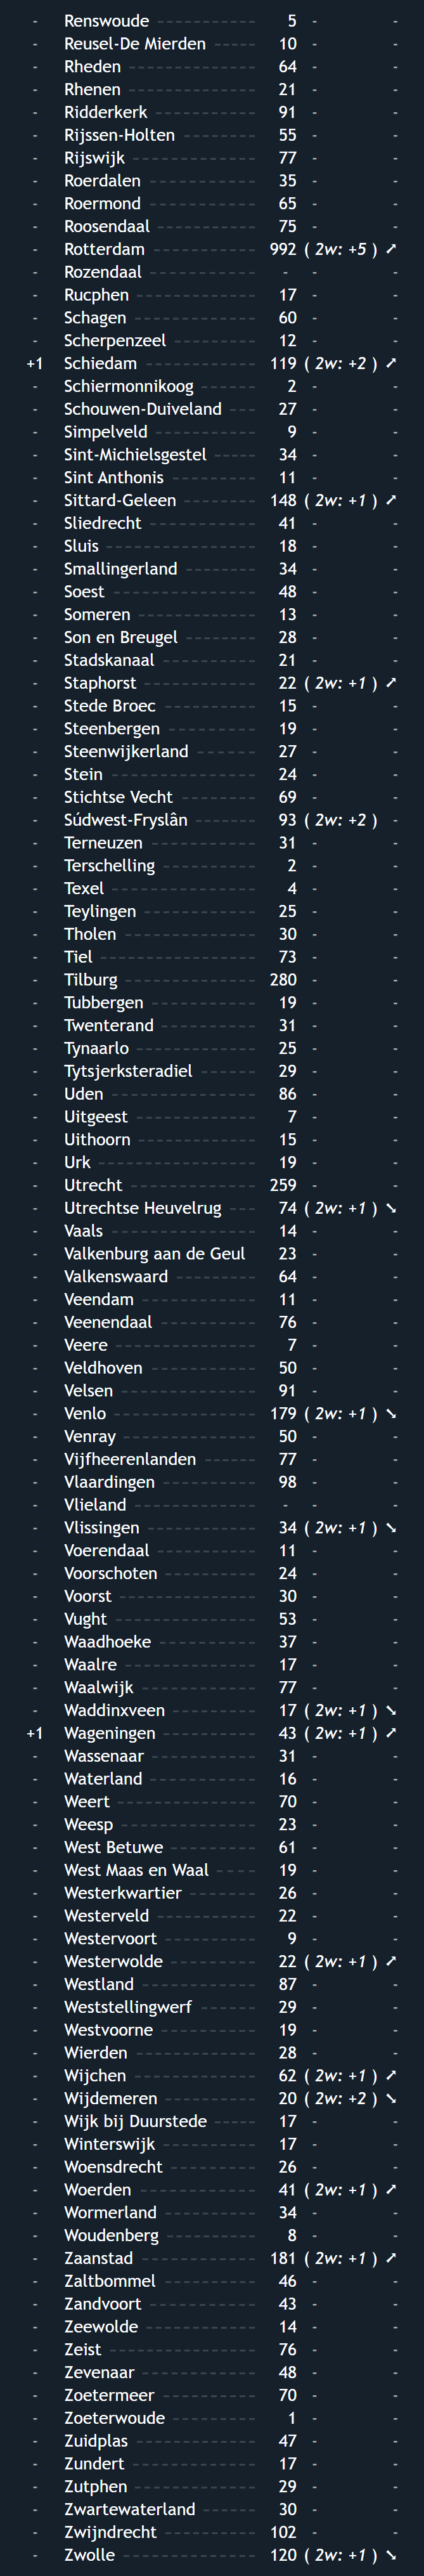 - Renswoude ------------- 5 - -
- Reusel-De Mierden ------ 10 - -
- Rheden ---------------- 64 - -
- Rhenen ---------------- 21 - -
- Ridderkerk ------------- 91 - -
- Rijssen-Holten ---------- 55 - -
- Rijswijk ---------------- 77 - -
- Roerdalen ------------- 35 - -
- Roermond ------------- 65 - -
- Roosendaal ------------ 75 - -
- Rotterdam ------------- 992 ( 2w: +5 ) ➚
- Rozendaal ------------- - - -
- Rucphen -------------- 17 - -
- Schagen --------------- 60 - -
- Scherpenzeel ---------- 12 - -
+1 Schiedam -------------- 119 ( 2w: +2 ) ➚
- Schiermonnikoog ------- 2 - -
- Schouwen-Duiveland --- 27 - -
- Simpelveld ------------- 9 - -
- Sint-Michielsgestel ----- 34 - -
- Sint Anthonis ----------- 11 - -
- Sittard-Geleen --------- 148 ( 2w: +1 ) ➚
- Sliedrecht ------------- 41 - -
- Sluis ------------------ 18 - -
- Smallingerland --------- 34 - -
- Soest ------------------ 48 - -
- Someren --------------- 13 - -
- Son en Breugel --------- 28 - -
- Stadskanaal ------------ 21 - -
- Staphorst -------------- 22 ( 2w: +1 ) ➚
- Stede Broec ----------- 15 - -
- Steenbergen ----------- 19 - -
- Steenwijkerland ------- 27 - -
- Stein ------------------ 24 - -
- Stichtse Vecht --------- 69 - -
- Súdwest-Fryslân ------- 93 ( 2w: +2 ) -
- Terneuzen ------------- 31 - -
- Terschelling ------------ 2 - -
- Texel ------------------ 4 - -
- Teylingen -------------- 25 - -
- Tholen ---------------- 30 - -
- Tiel -------------------- 73 - -
- Tilburg ----------------- 280 - -
- Tubbergen ------------- 19 - -
- Twenterand ------------ 31 - -
- Tynaarlo -------------- 25 - -
- Tytsjerksteradiel ------ 29 - -
- Uden ------------------ 86 - -
- Uitgeest --------------- 7 - -
- Uithoorn --------------- 15 - -
- Urk -------------------- 19 - -
- Utrecht ---------------- 259 - -
- Utrechtse Heuvelrug --- 74 ( 2w: +1 ) ➘
- Vaals ------------------ 14 - -
- Valkenburg aan de Geul 23 - -
- Valkenswaard ---------- 64 - -
- Veendam -------------- 11 - -
- Veenendaal ------------ 76 - -
- Veere ------------------ 7 - -
- Veldhoven ------------- 50 - -
- Velsen ----------------- 91 - -
- Venlo ------------------ 179 ( 2w: +1 ) ➘
- Venray ---------------- 50 - -
- Vijfheerenlanden ------- 77 - -
- Vlaardingen ------------ 98 - -
- Vlieland ---------------- - - -
- Vlissingen -------------- 34 ( 2w: +1 ) ➘
- Voerendaal ------------ 11 - -
- Voorschoten ----------- 24 - -
- Voorst ----------------- 30 - -
- Vught ------------------ 53 - -
- Waadhoeke ------------ 37 - -
- Waalre ---------------- 17 - -
- Waalwijk --------------- 77 - -
- Waddinxveen ---------- 17 ( 2w: +1 ) ➘
+1 Wageningen ------------ 43 ( 2w: +1 ) ➚
- Wassenaar ------------- 31 - -
- Waterland ------------- 16 - -
- Weert ----------------- 70 - -
- Weesp ----------------- 23 - -
- West Betuwe ---------- 61 - -
- West Maas en Waal ---- 19 - -
- Westerkwartier -------- 26 - -
- Westerveld ------------ 22 - -
- Westervoort ----------- 9 - -
- Westerwolde ----------- 22 ( 2w: +1 ) ➚
- Westland -------------- 87 - -
- Weststellingwerf ------ 29 - -
- Westvoorne ------------ 19 - -
- Wierden --------------- 28 - -
- Wijchen --------------- 62 ( 2w: +1 ) ➚
- Wijdemeren ----------- 20 ( 2w: +2 ) ➘
- Wijk bij Duurstede ----- 17 - -
- Winterswijk ------------ 17 - -
- Woensdrecht ----------- 26 - -
- Woerden -------------- 41 ( 2w: +1 ) ➚
- Wormerland ----------- 34 - -
- Woudenberg ----------- 8 - -
- Zaanstad -------------- 181 ( 2w: +1 ) ➚
- Zaltbommel ------------ 46 - -
- Zandvoort ------------- 43 - -
- Zeewolde -------------- 14 - -
- Zeist ------------------ 76 - -
- Zevenaar -------------- 48 - -
- Zoetermeer ------------ 70 - -
- Zoeterwoude ---------- 1 - -
- Zuidplas --------------- 47 - -
- Zundert --------------- 17 - -
- Zutphen --------------- 29 - -
- Zwartewaterland ------ 30 - -
- Zwijndrecht ------------ 102 - -
- Zwolle ----------------- 120 ( 2w: +1 ) ➘